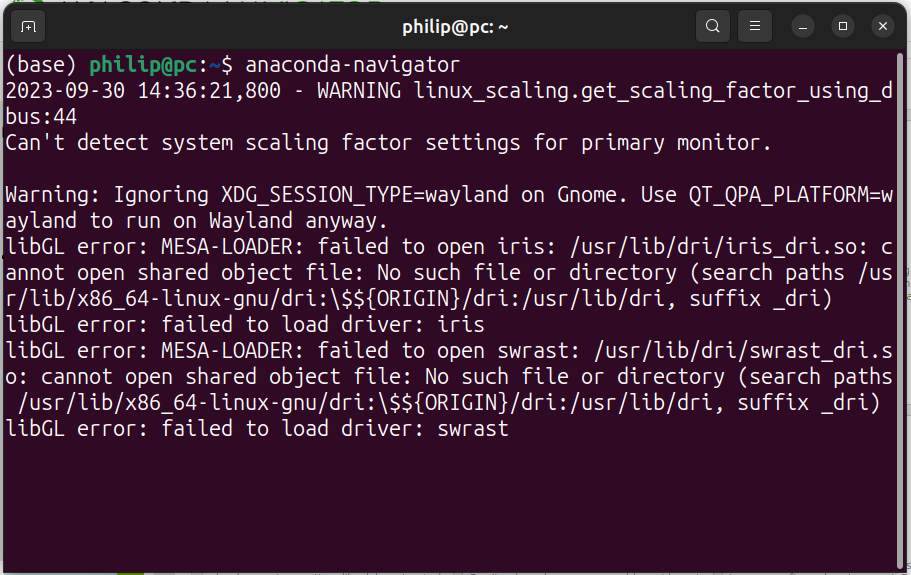 philip@pc: ~
(base) philip@pc:~$ anaconda-navigator
2023-09-30 14:36:21,800 - WARNING linux_scaling.get_scaling_factor_using_d
bus:44
Can't detect system scaling factor settings for primary monitor.
Warning: Ignoring XDG_SESSION_TYPE=wayland on Gnome. Use QT_QPA_PLATFORM=w
ayland to run on Wayland anyway.
libGL error: MESA-LOADER: failed to open iris: /usr/lib/dri/iris_dri.so: c
annot open shared object file: No such file or directory (search paths /us
r/lib/x86_64-linux-gnu/dri:\$${ORIGIN}/dri:/usr/lib/dri, suffix _dri)
libGL error: failed to load driver: iris
libGL error: MESA-LOADER: failed to open swrast: /usr/lib/dri/swrast_dri.s
o: cannot open shared object file: No such file or directory (search paths
 /usr/lib/x86_64-linux-gnu/dri:\$${ORIGIN}/dri:/usr/lib/dri, suffix _dri)
libGL error: failed to load driver: swrast